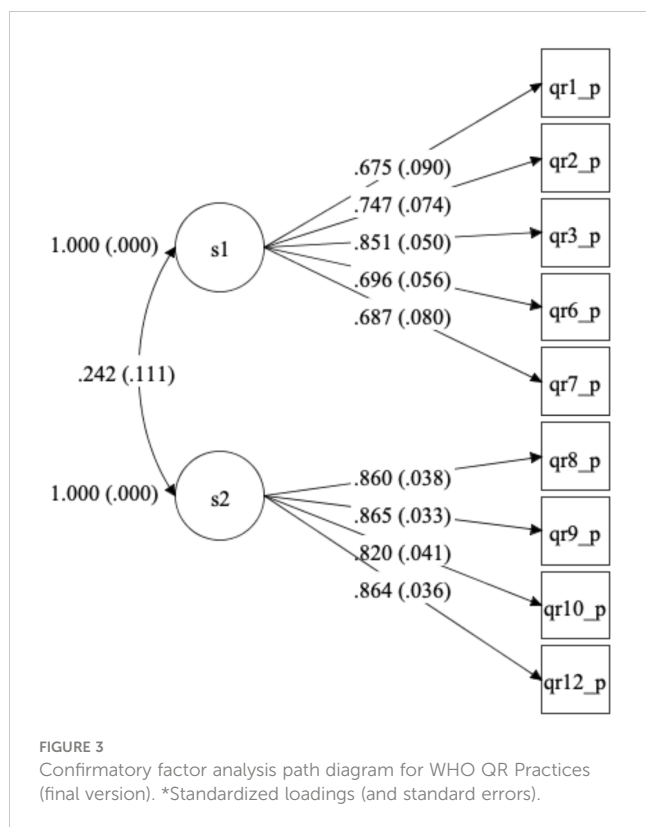 qr1_p
.675 (.090)
qr2_p
.747 (.074)
1.000 (.000)
s1
.851 (.050)
qr3_p
.696 (.056)
qr6_p
.687 (.080)
qr7_p
.242 (.111)
qr8_p
.860 (.038)
1.000 (.000)
s2
.865 (.033)
qr9_p
.820 (.041)
qr10_p
.864 (.036)
qr12_p
FIGURE 3
Confirmatory factor analysis path diagram for WHO QR Practices
(final version). *Standardized loadings (and standard errors).